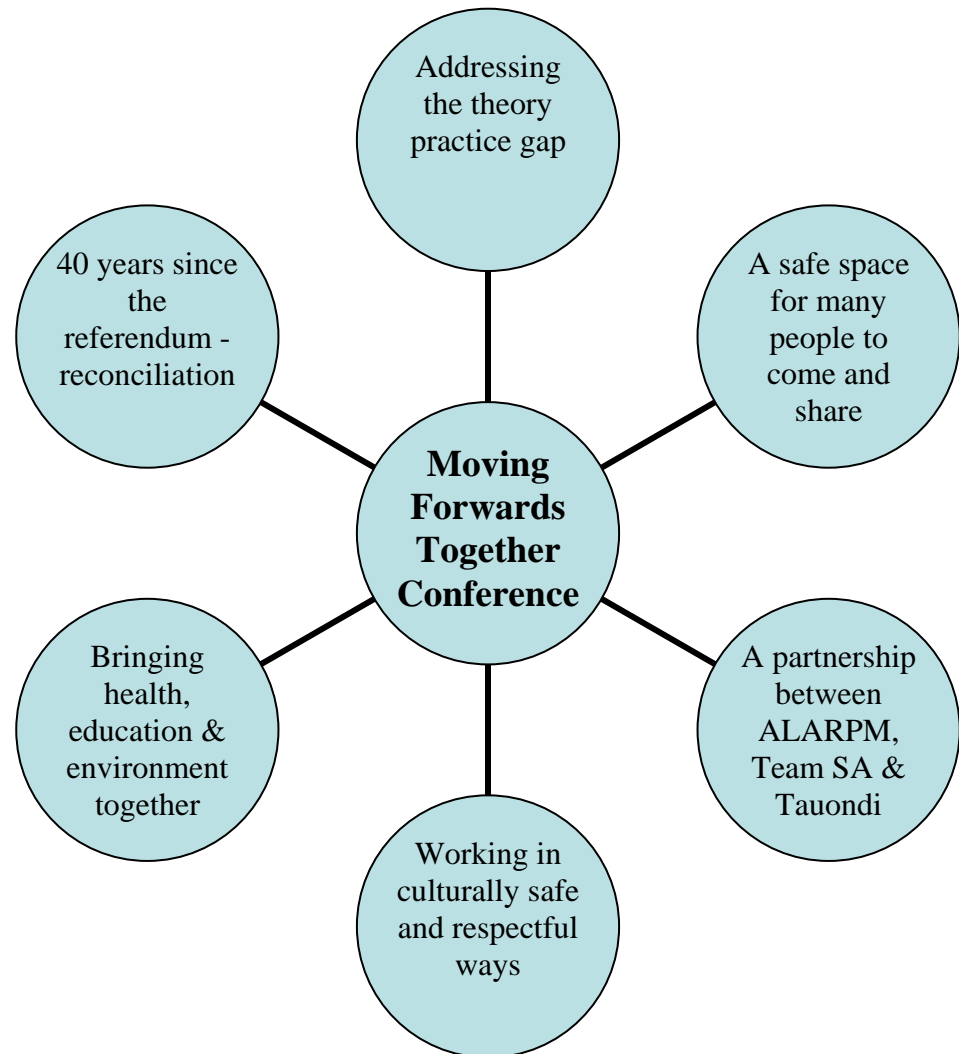 Addressing
the theory
practice gap
40 years since
the
referendum -
reconciliation
A safe space
for many
people to
come and
share
Moving
Forwards
Together
Conference
Bringing
health,
education &
environment
together
A partnership
between
ALARPM,
Team SA &
Tauondi
Working in
culturally safe
and respectful
ways